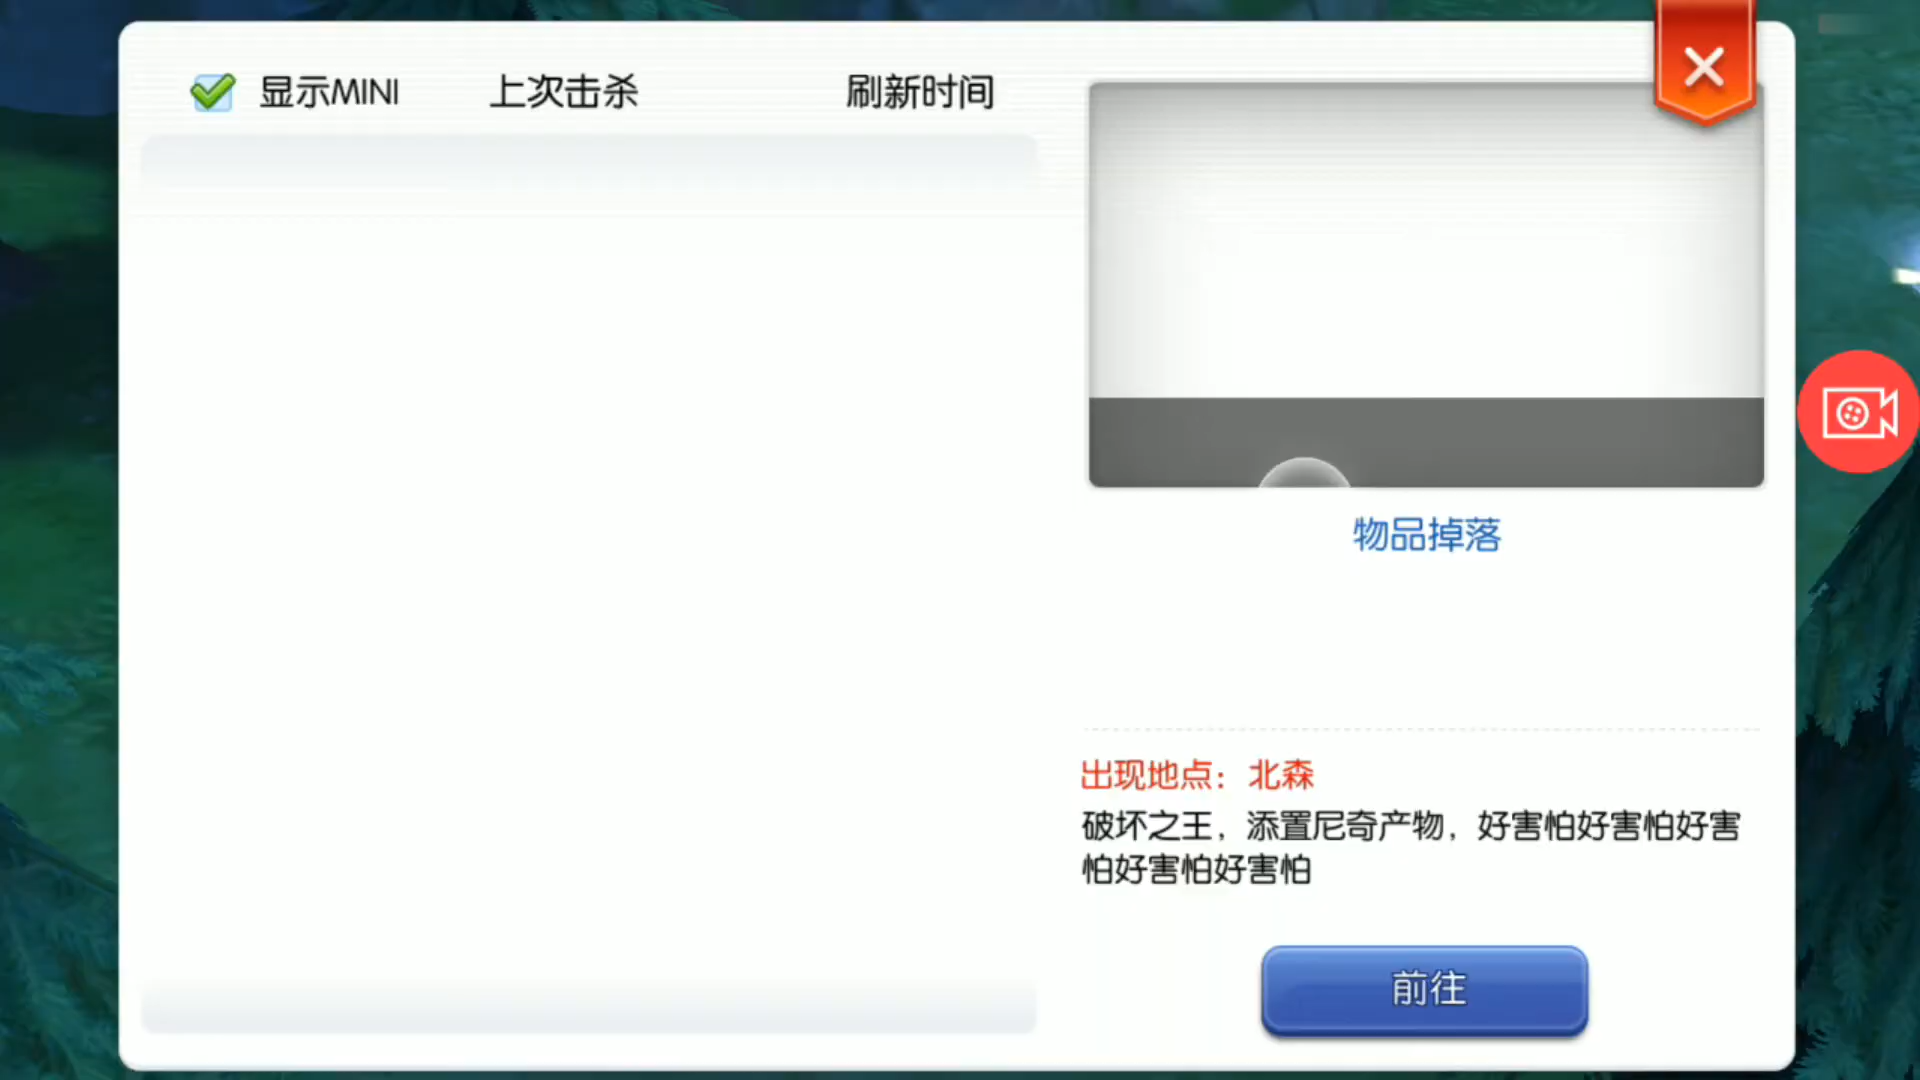 显示MINI
上次击杀
刷新时间
物品掉落
出现地点：北森
破坏之王，添置尼奇产物，好害怕好害怕好害
怕好害怕好害怕
前往